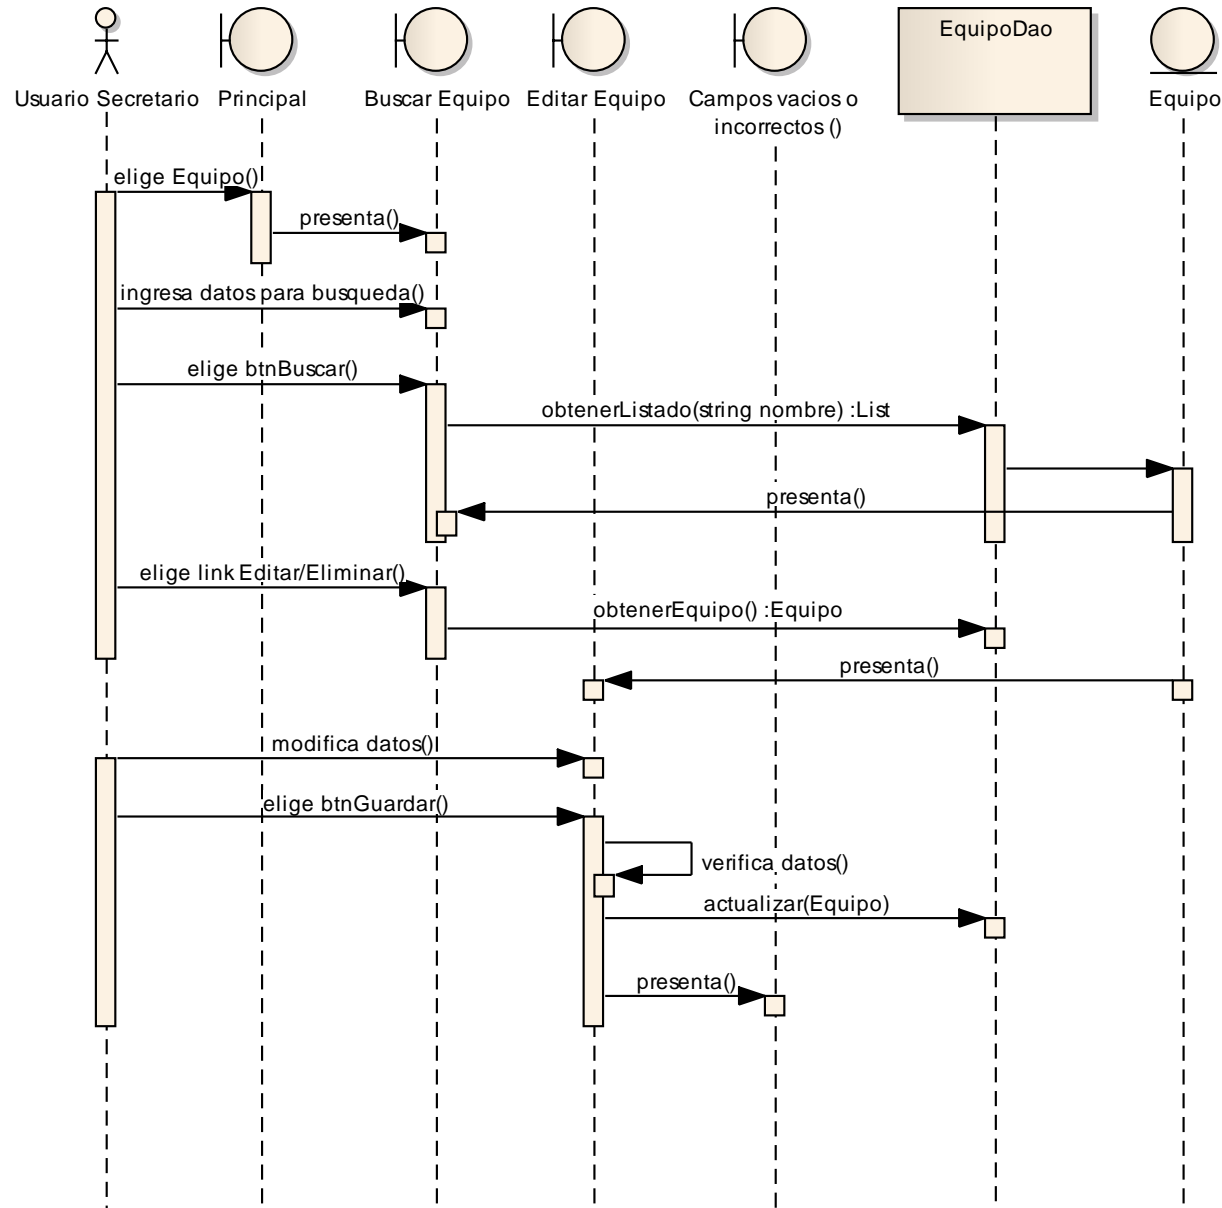 EquipoDao
Usuario Secretario
Principal
Buscar Equipo
Editar Equipo
Campos vacios o
incorrectos ()
Equipo
elige Equipo()
presenta()
ingresa datos para busqueda()
elige btnBuscar()
obtenerListado(string nombre) :List
presenta()
elige link Editar/Eliminar()
obtenerEquipo() :Equipo
presenta()
modifica datos()
elige btnGuardar()
verifica datos()
actualizar(Equipo)
presenta()